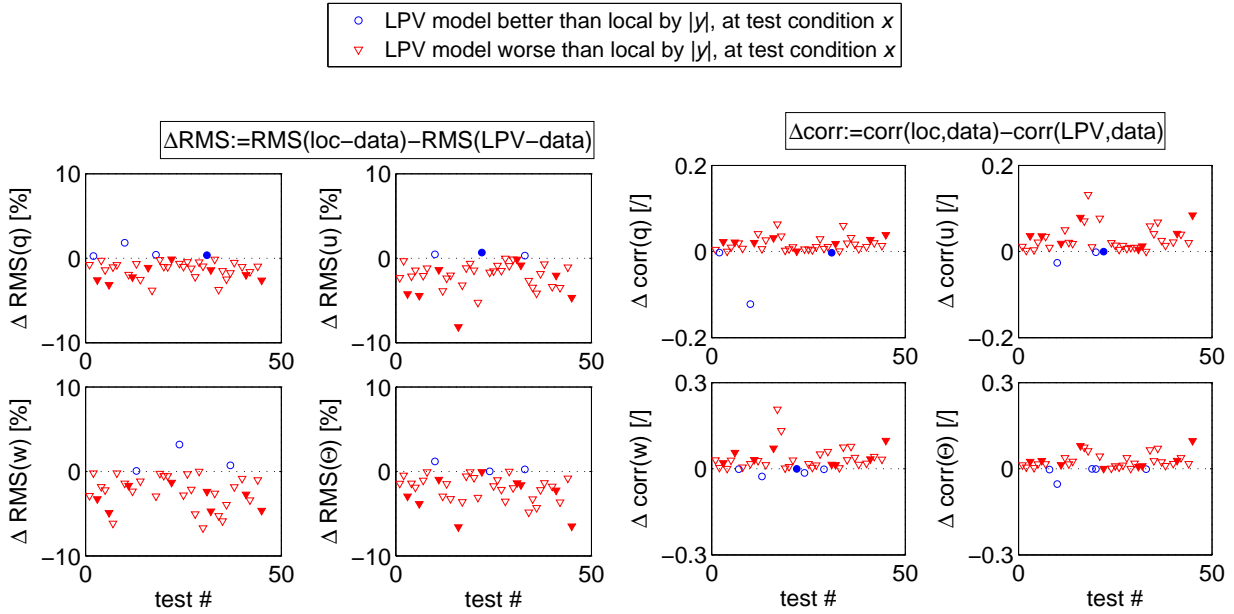 LPV model better than local by |y|, at test condition x
LPV model worse than local by |y|, at test condition x
ΔRMS:=RMS(loc−data)−RMS(LPV−data)
Δcorr:=corr(loc,data)−corr(LPV,data)
Δ RMS(q) [%]
10
0
−10
0
50
Δ RMS(u) [%]
10
0
−10
0
50
Δ corr(q) [/]
0.2
0
−0.2
0
50
Δ corr(u) [/]
0.2
0
−0.2
0
50
Δ RMS(w) [%]
10
0
−10
0
50
test #
Δ RMS(Θ) [%]
10
0
−10
0
50
test #
Δ corr(w) [/]
0.3
0
−0.3
0
50
test #
Δ corr(Θ) [/]
0.3
0
−0.3
0
50
test #